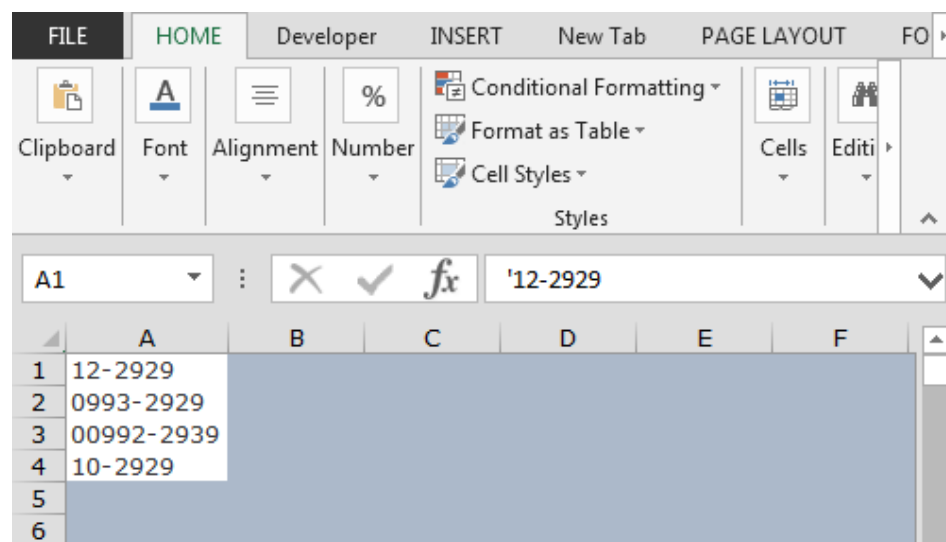 FILE HOME Developer INSERT New Tab PAGE LAYOUT FO
Conditional Formatting
Format as Table
Cell Styles
Clipboard Font Alignment % Number Cells Editi
Styles
A1 fx '12-2929
A B C D E F
1 12-2929
2 0993-2929
3 00992-2939
4 10-2929
5
6